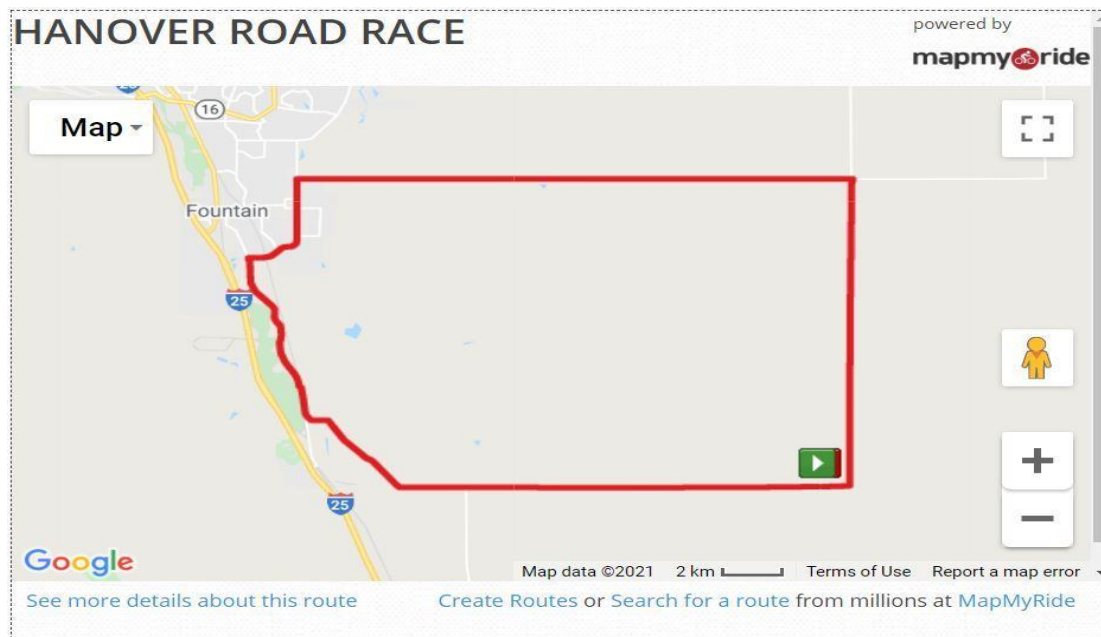 HANOVER ROAD RACE
powered by
mapmyride
Map
16
Fountain
25
25
Google
Map data ©2021 2 km Terms of Use Report a map error
See more details about this route
Create Routes or Search for a route from millions at MapMyRide